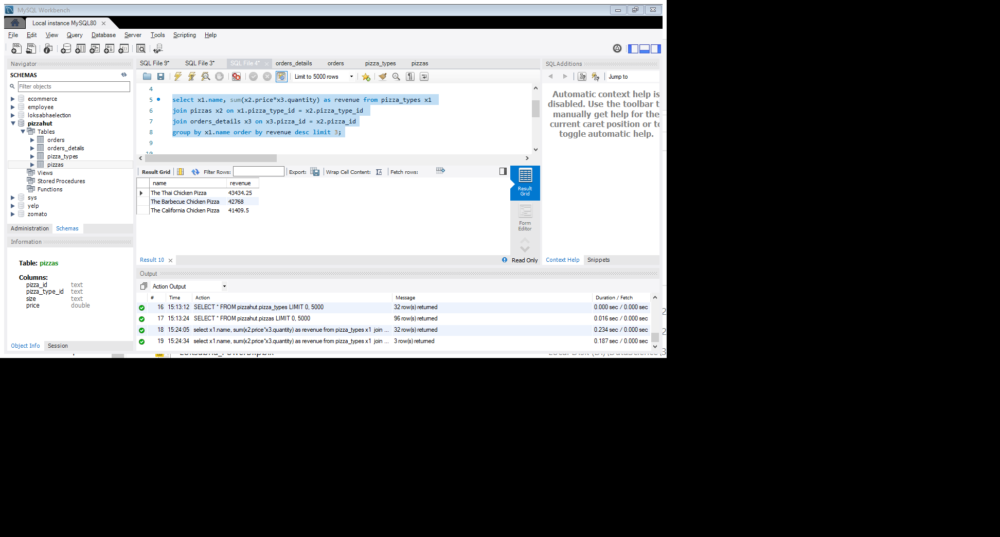 MySQL Workbench
Local instance MySQL80
File Edit View Query Database Server Tools Scripting Help
Navigator
SCHEMAS
Filter objects
ecommerce
employee
loksabhaelection
pizzahut
Tables
orders
orders_details
pizza_types
pizzas
Views
Stored Procedures
Functions
sys
yelp
zomato
Administration Schemas
Information
Table: pizzas
Columns:
pizza_id text
pizza_type_id text
size text
price double
Object Info Session
SQL File 9* SQL File 3* SQL File 4* orders_details orders pizza_types pizzas
Limit to 5000 rows
4
5 select x1.name, sum(x2.price*x3.quantity) as revenue from pizza_types x1
6 join pizzas x2 on x1.pizza_type_id = x2.pizza_type_id
7 join orders_details x3 on x3.pizza_id = x2.pizza_id
8 group by x1.name order by revenue desc limit 3;
9
10
Result Grid Filter Rows: Export: Wrap Cell Content: Fetch rows:
name revenue
The Thai Chicken Pizza 43434.25
The Barbecue Chicken Pizza 42768
The California Chicken Pizza 41409.5
Result Grid
Form Editor
Result 10
Read Only
SQLAdditions
Jump to
Automatic context help is
disabled. Use the toolbar t
manually get help for the
current caret position or to
toggle automatic help.
Context Help Snippets
Output
Action Output
# Time Action Message Duration / Fetch
16 15:13:12 SELECT * FROM pizzahut.pizza_types LIMIT 0, 5000 32 row(s) returned 0.000 sec / 0.000 sec
17 15:13:24 SELECT * FROM pizzahut.pizzas LIMIT 0, 5000 96 row(s) returned 0.016 sec / 0.000 sec
18 15:24:05 select x1.name, sum(x2.price*x3.quantity) as revenue from pizza_types x1 join ... 32 row(s) returned 0.234 sec / 0.000 sec
19 15:24:34 select x1.name, sum(x2.price*x3.quantity) as revenue from pizza_types x1 join ... 3 row(s) returned 0.187 sec / 0.000 sec